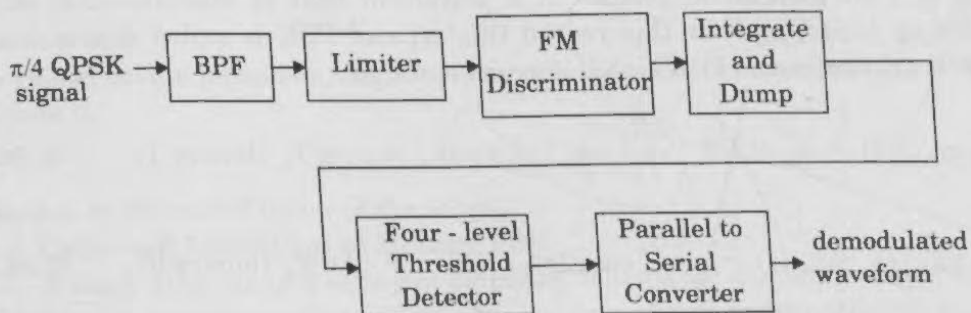 π/4 QPSK
signal
BPF
Limiter
FM
Discriminator
Integrate
and
Dump
Four - level
Threshold
Detector
Parallel to
Serial
Converter
demodulated
waveform